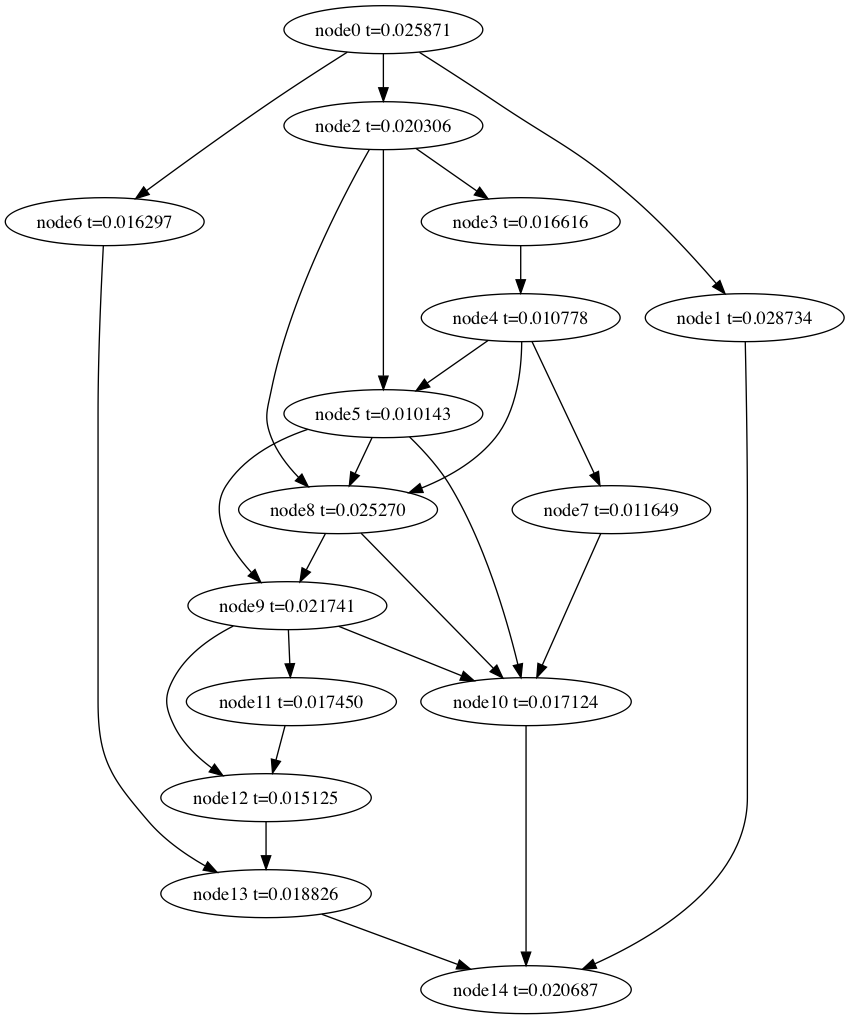 node0 t=0.025871
node2 t=0.020306
node6 t=0.016297
node3 t=0.016616
node4 t=0.010778
node1 t=0.028734
node5 t=0.010143
node8 t=0.025270
node7 t=0.011649
node9 t=0.021741
node11 t=0.017450
node10 t=0.017124
node12 t=0.015125
node13 t=0.018826
node14 t=0.020687